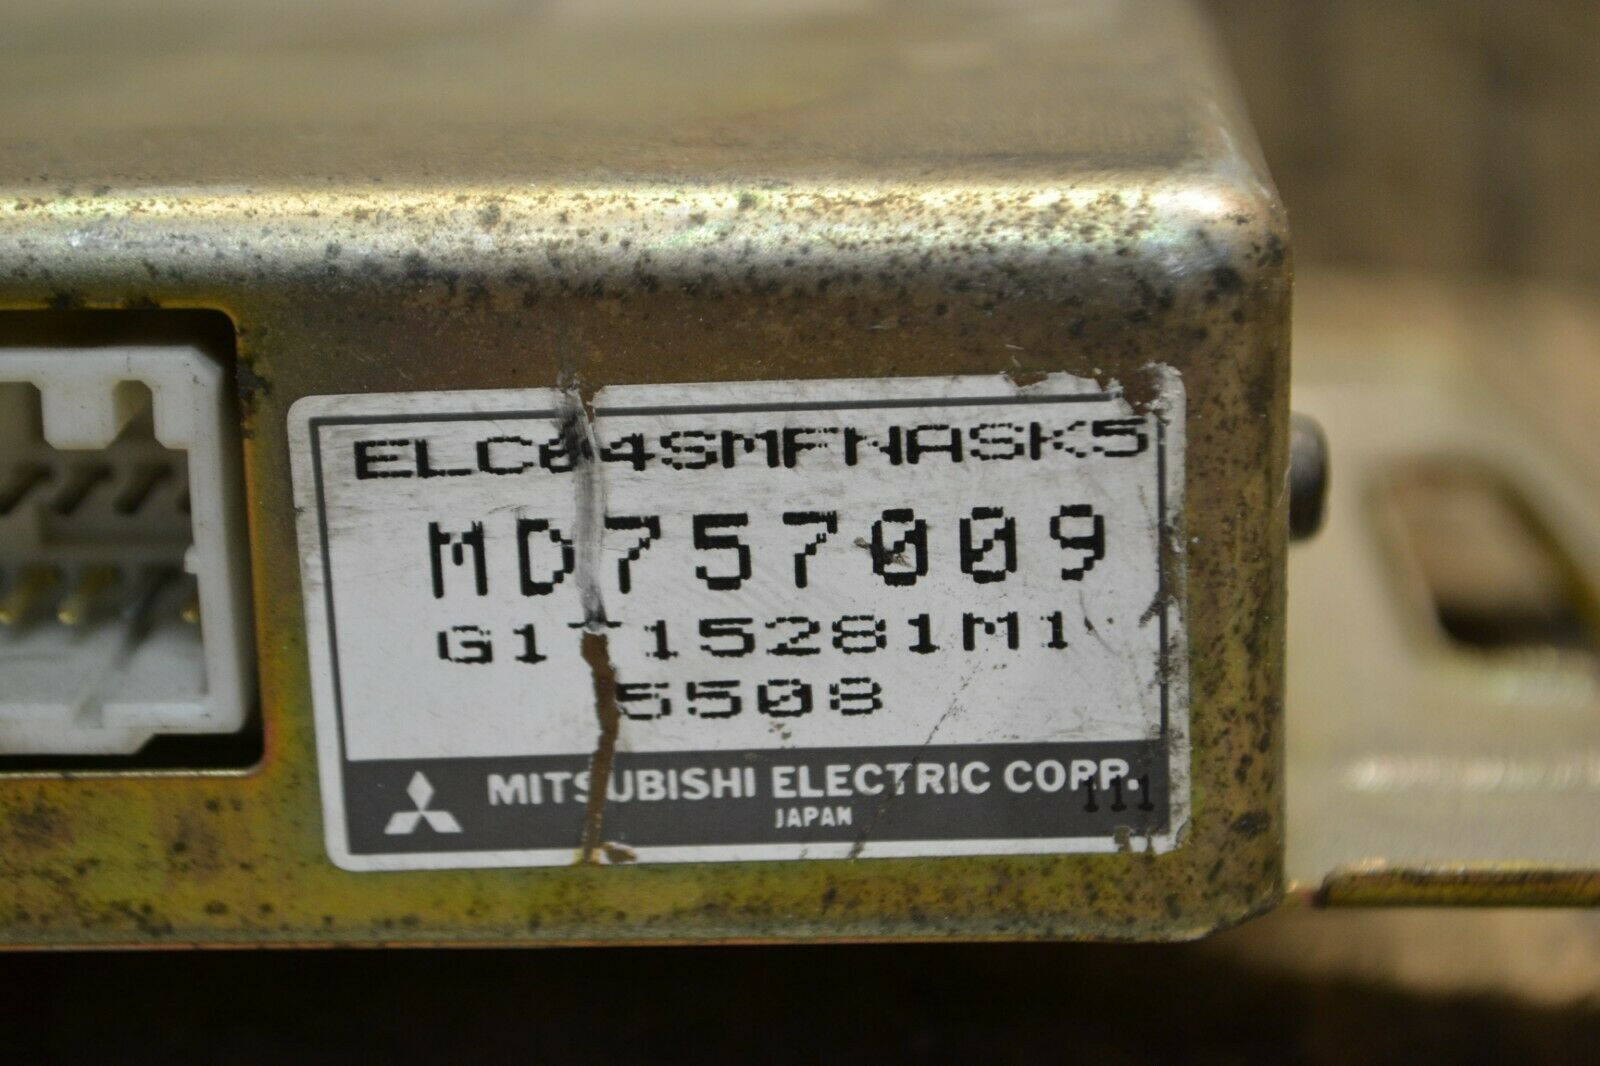 ELC04SMFNASK5
MD757009
G1T15281M1
5508
MITSUBISHI ELECTRIC CORP.
JAPAN
111